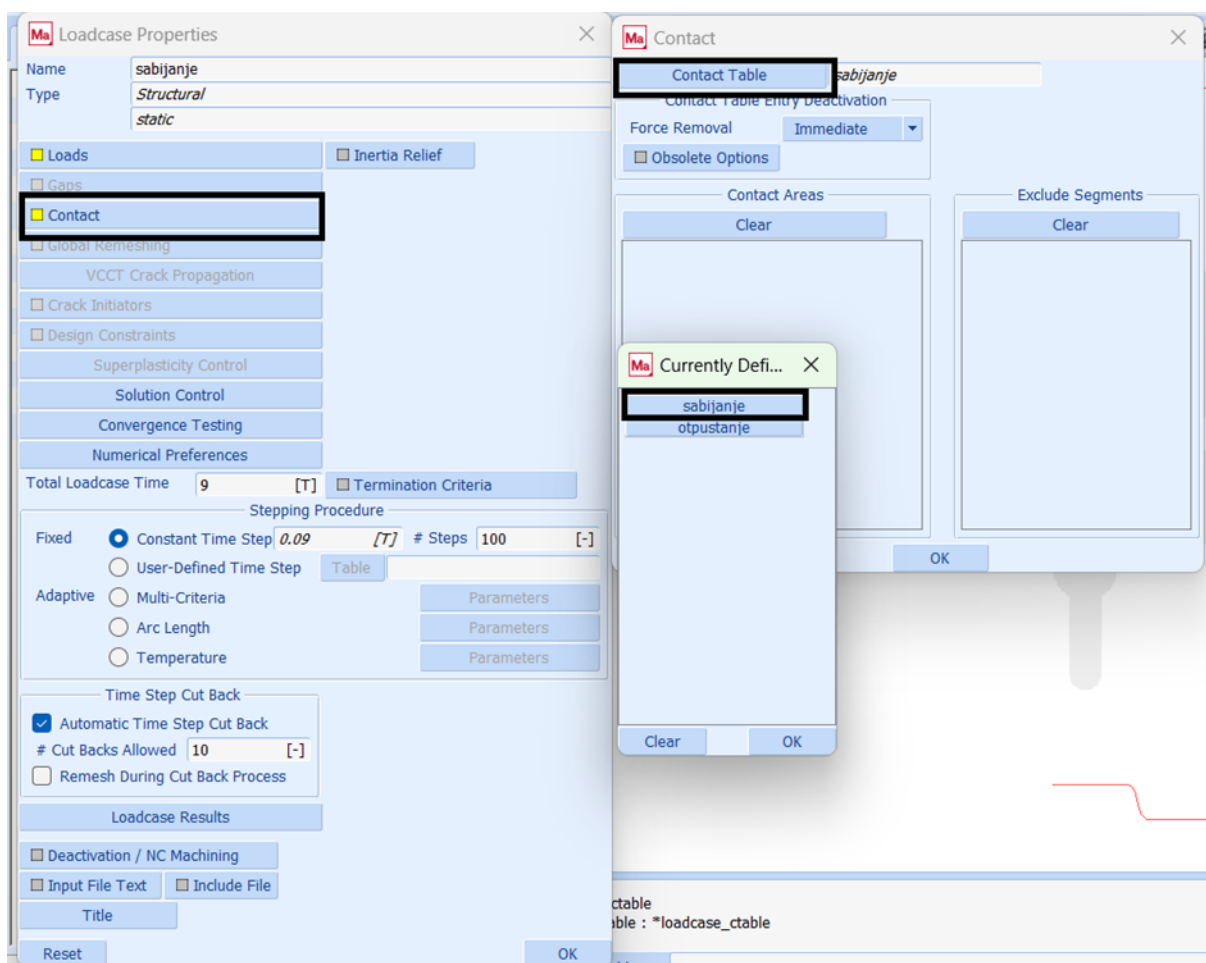 Ma Loadcase Properties
Name sabijanje
Type Structural
static
Loads Inertia Relief
Gaps
Contact
Global Remeshing
VCCT Crack Propagation
Crack Initiators
Design Constraints
Superplasticity Control
Solution Control
Convergence Testing
Numerical Preferences
Total Loadcase Time 9 [T] Termination Criteria
Stepping Procedure
Fixed Constant Time Step 0.09 [T] # Steps 100 [-]
User-Defined Time Step Table
Adaptive Multi-Criteria Parameters
Arc Length Parameters
Temperature Parameters
Time Step Cut Back
Automatic Time Step Cut Back
# Cut Backs Allowed 10 [-]
Remesh During Cut Back Process
Loadcase Results
Deactivation / NC Machining
Input File Text Include File
Title
Reset OK
Ma Contact
Contact Table sabijanje
Contact Table Entry Deactivation
Force Removal Immediate
Obsolete Options
Contact Areas Exclude Segments
Clear Clear
OK
Ma Currently Defi...
sabijanje
otpustanje
Clear OK
ctable
able : *loadcase_ctable